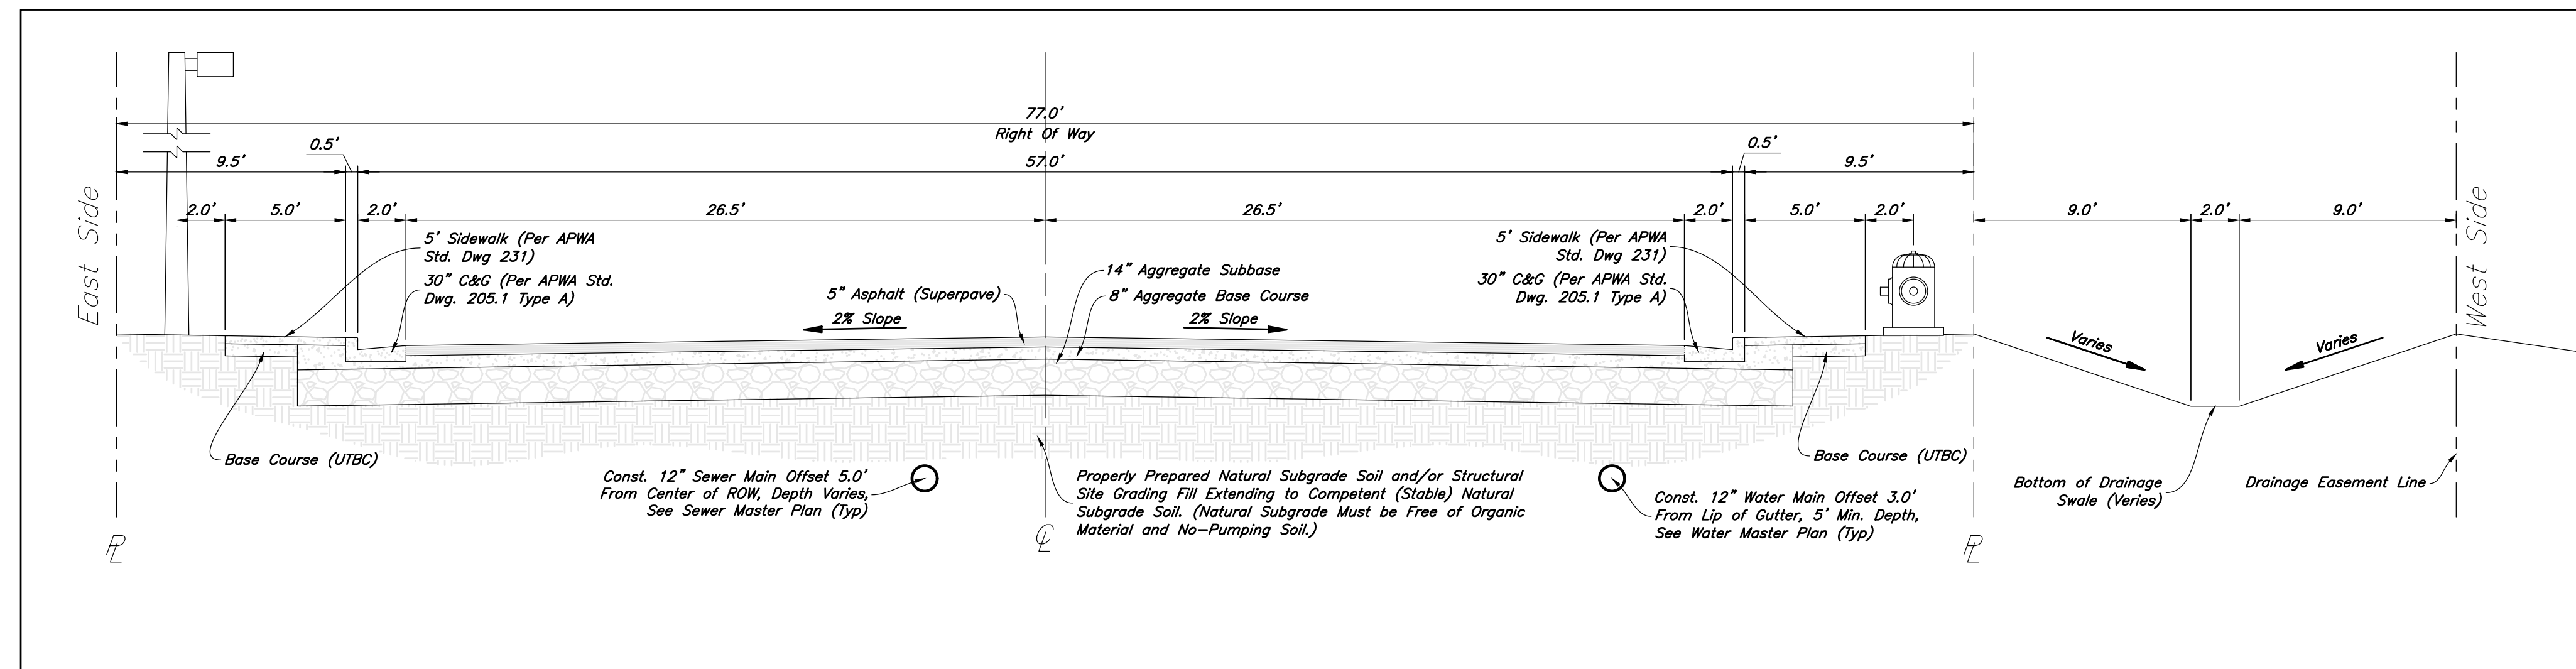 77.0'
Right Of Way
0.5'
0.5'
9.5'
57.0'
9.5'
2.0'
5.0'
2.0'
26.5'
26.5'
2.0'
5.0'
2.0'
9.0'
2.0'
9.0'
East Side
West Side
5' Sidewalk (Per APWA
Std. Dwg 231)
30" C&G (Per APWA Std.
Dwg. 205.1 Type A)
5" Asphalt (Superpave)
2% Slope
14" Aggregate Subbase
8" Aggregate Base Course
2% Slope
5' Sidewalk (Per APWA
Std. Dwg 231)
30" C&G (Per APWA Std.
Dwg. 205.1 Type A)
Varies
Varies
Base Course (UTBC)
Const. 12" Sewer Main Offset 5.0'
From Center of ROW, Depth Varies,
See Sewer Master Plan (Typ)
Properly Prepared Natural Subgrade Soil and/or Structural
Site Grading Fill Extending to Competent (Stable) Natural
Subgrade Soil. (Natural Subgrade Must be Free of Organic
Material and No-Pumping Soil.)
Base Course (UTBC)
Const. 12" Water Main Offset 3.0'
From Lip of Gutter, 5' Min. Depth,
See Water Master Plan (Typ)
Bottom of Drainage
Swale (Veries)
Drainage Easement Line
PL
CL
PL